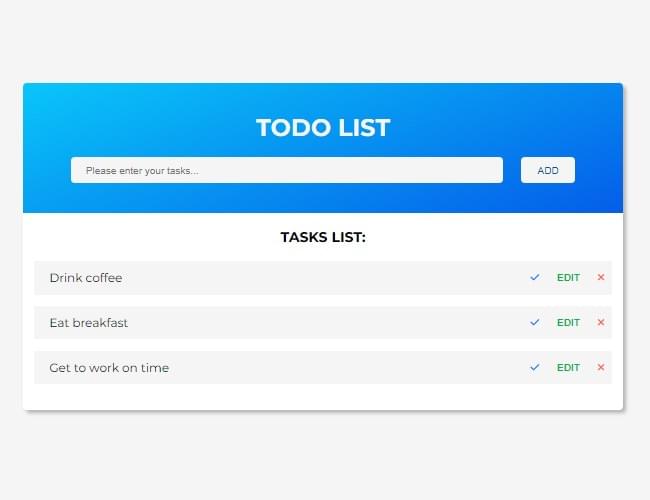 TODO LIST
Please enter your tasks...
ADD
TASKS LIST:
Drink coffee
EDIT
Eat breakfast
EDIT
Get to work on time
EDIT